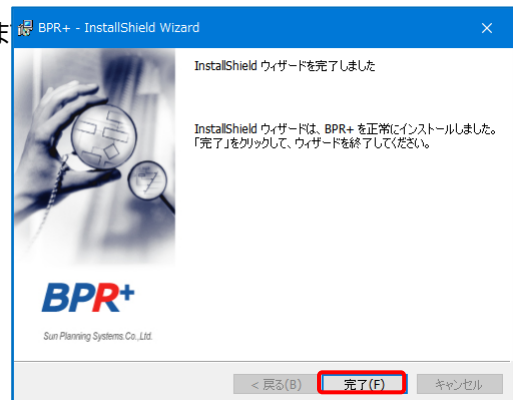 ま
BPR+ - InstallShield Wizard
InstallShield ウィザードを完了しました
InstallShield ウィザードは、BPR+ を正常にインストールしました。
「完了」をクリックして、ウィザードを終了してください。
BPR+
Sun Planning Systems.Co.,Ltd.
< 戻る(B)
完了(F)
キャンセル